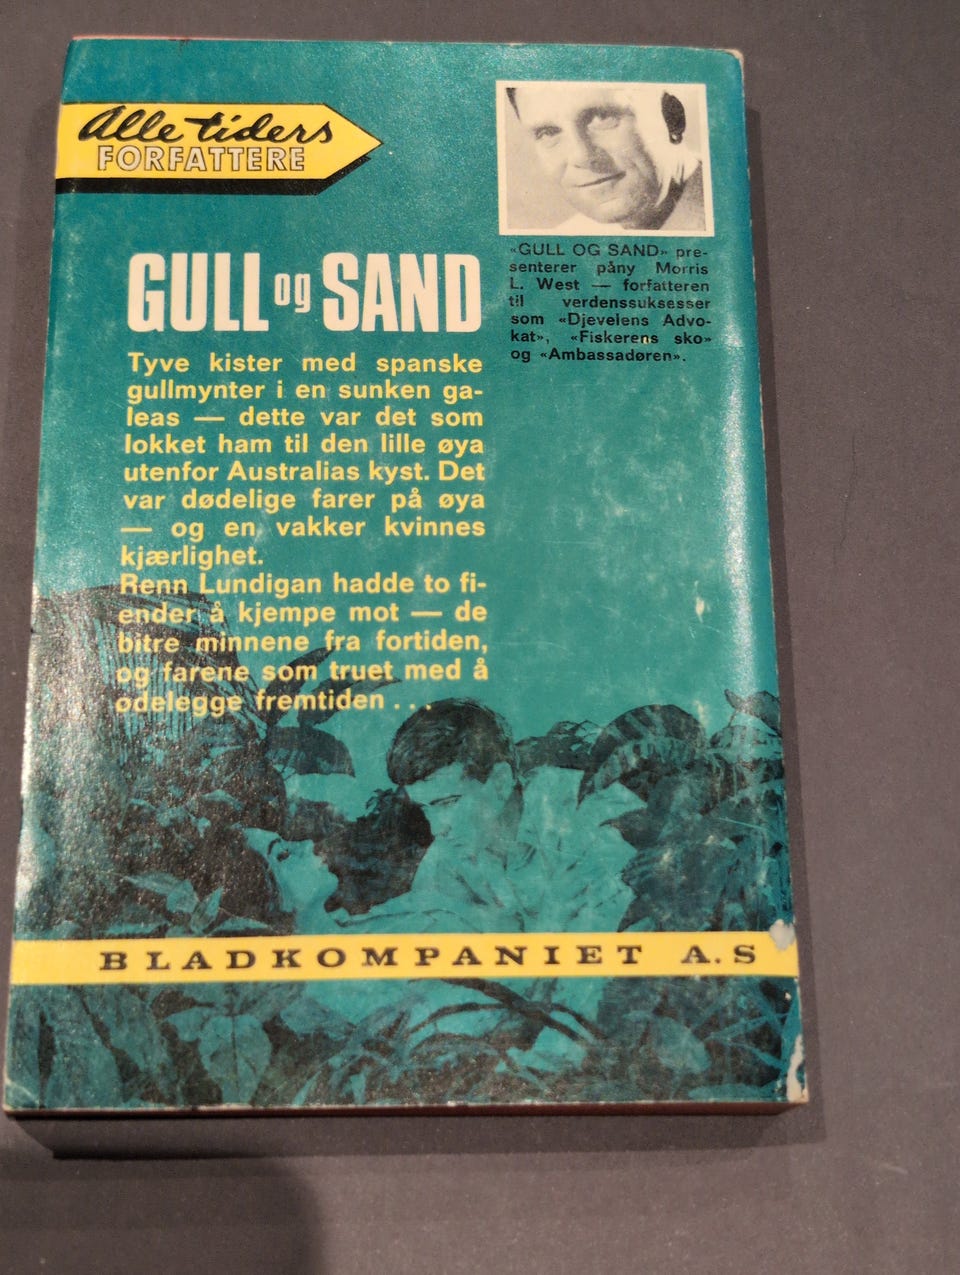 Alle tiders
FORFATTERE
GULL og SAND
Tyve kister med spanske
gullmynter i en sunken ga-
leas — dette var det som
lokket ham til den lille øya
utenfor Australias kyst. Det
var dødelige farer på øya
— og en vakker kvinnes
kjærlighet.
Renn Lundigan hadde to fi-
ender å kjempe mot — de
bitre minnene fra fortiden,
og farene som truet med å
ødelegge fremtiden . . .
«GULL OG SAND» pre-
senterer påny Morris
L. West — forfatteren
til verdenssuksesser
som «Djevelens Advo-
kat», «Fiskerens sko»
og «Ambassadøren».
BLADKOMPANIET A.S